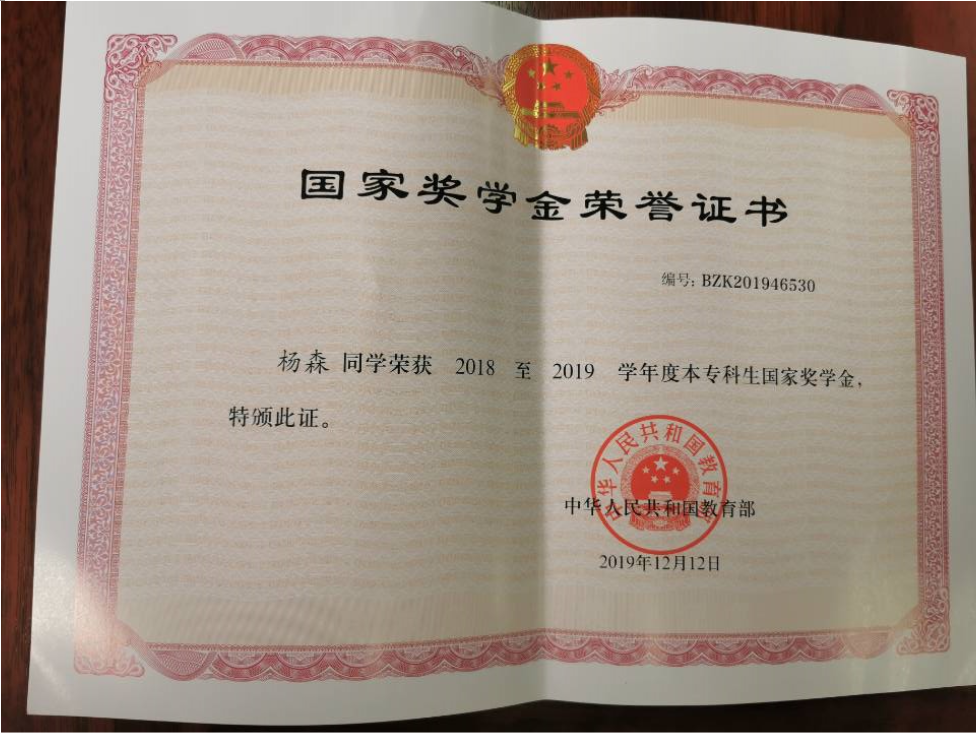 国家奖学金荣誉证书
编号: BZK201946530
杨森 同学荣获 2018 至 2019 学年度本专科生国家奖学金,
特颁此证。
中华人民共和国教育部
中华人民共和国教育部
2019年12月12日